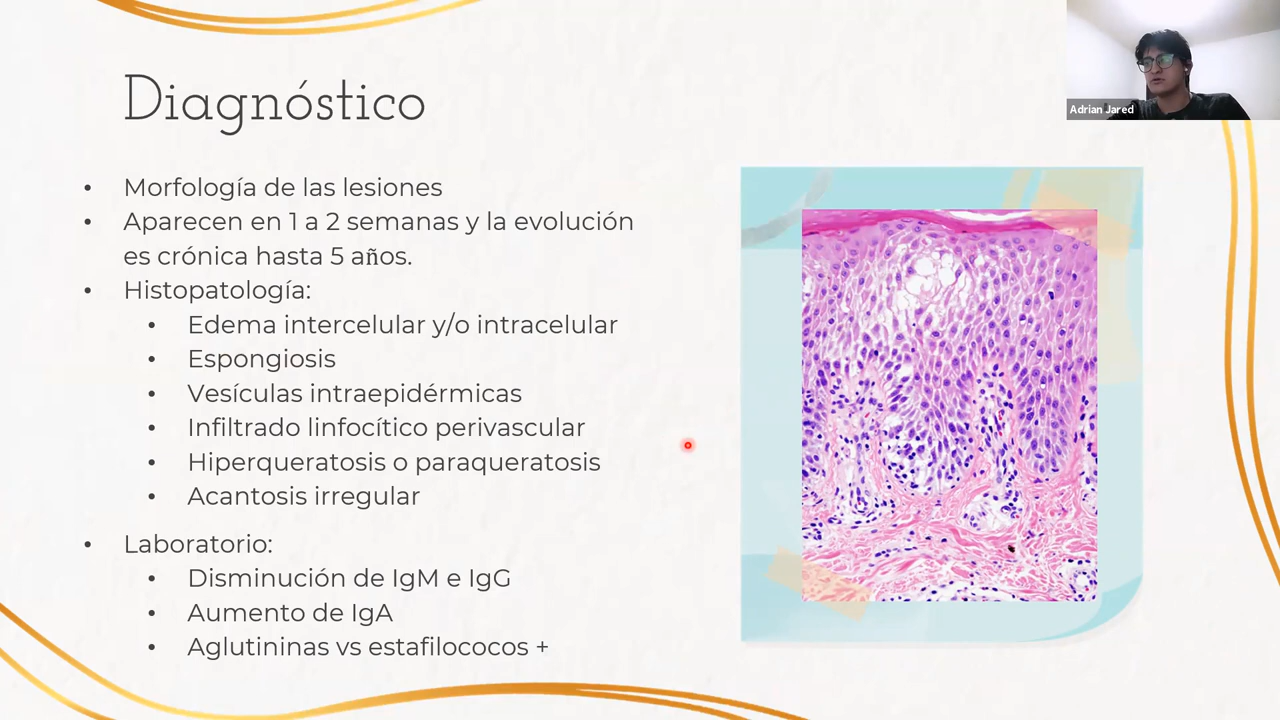 Diagnóstico
Adrian Jared
• Morfología de las lesiones
• Aparecen en 1 a 2 semanas y la evolución
es crónica hasta 5 años.
• Histopatología:
• Edema intercelular y/o intracelular
• Espongiosis
• Vesículas intraepidérmicas
• Infiltrado linfocítico perivascular
• Hiperqueratosis o paraqueratosis
• Acantosis irregular
• Laboratorio:
• Disminución de IgM e IgG
• Aumento de IgA
• Aglutininas vs estafilococos +